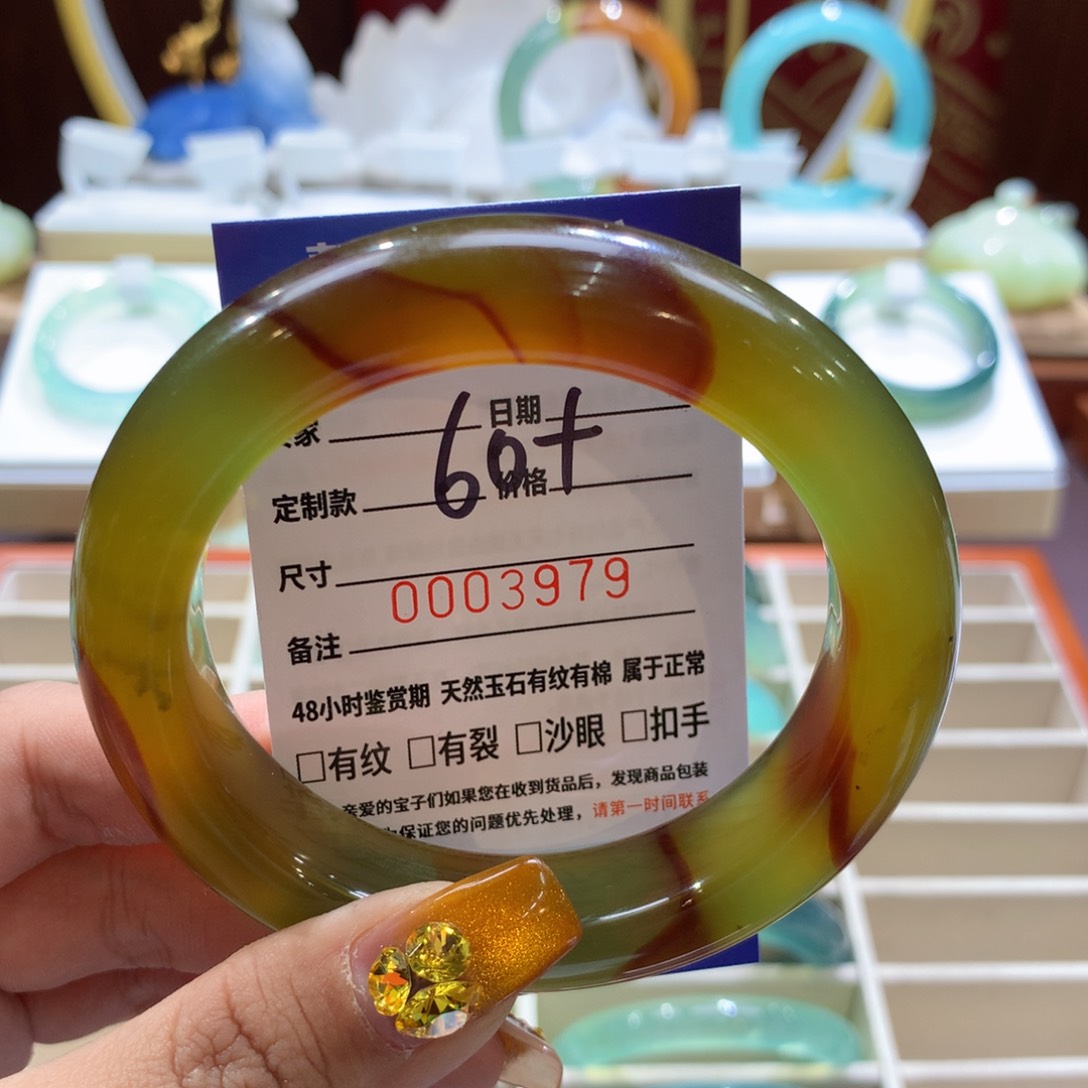 家 日期
60+
定制款 价格
尺寸
0003979
备注
48小时鉴赏期 天然玉石有纹有棉 属于正常
□有纹 □有裂 □沙眼 □扣手
亲爱的宝子们如果您在收到货品后，发现商品包装
保证您的问题优先处理，请第一时间联系